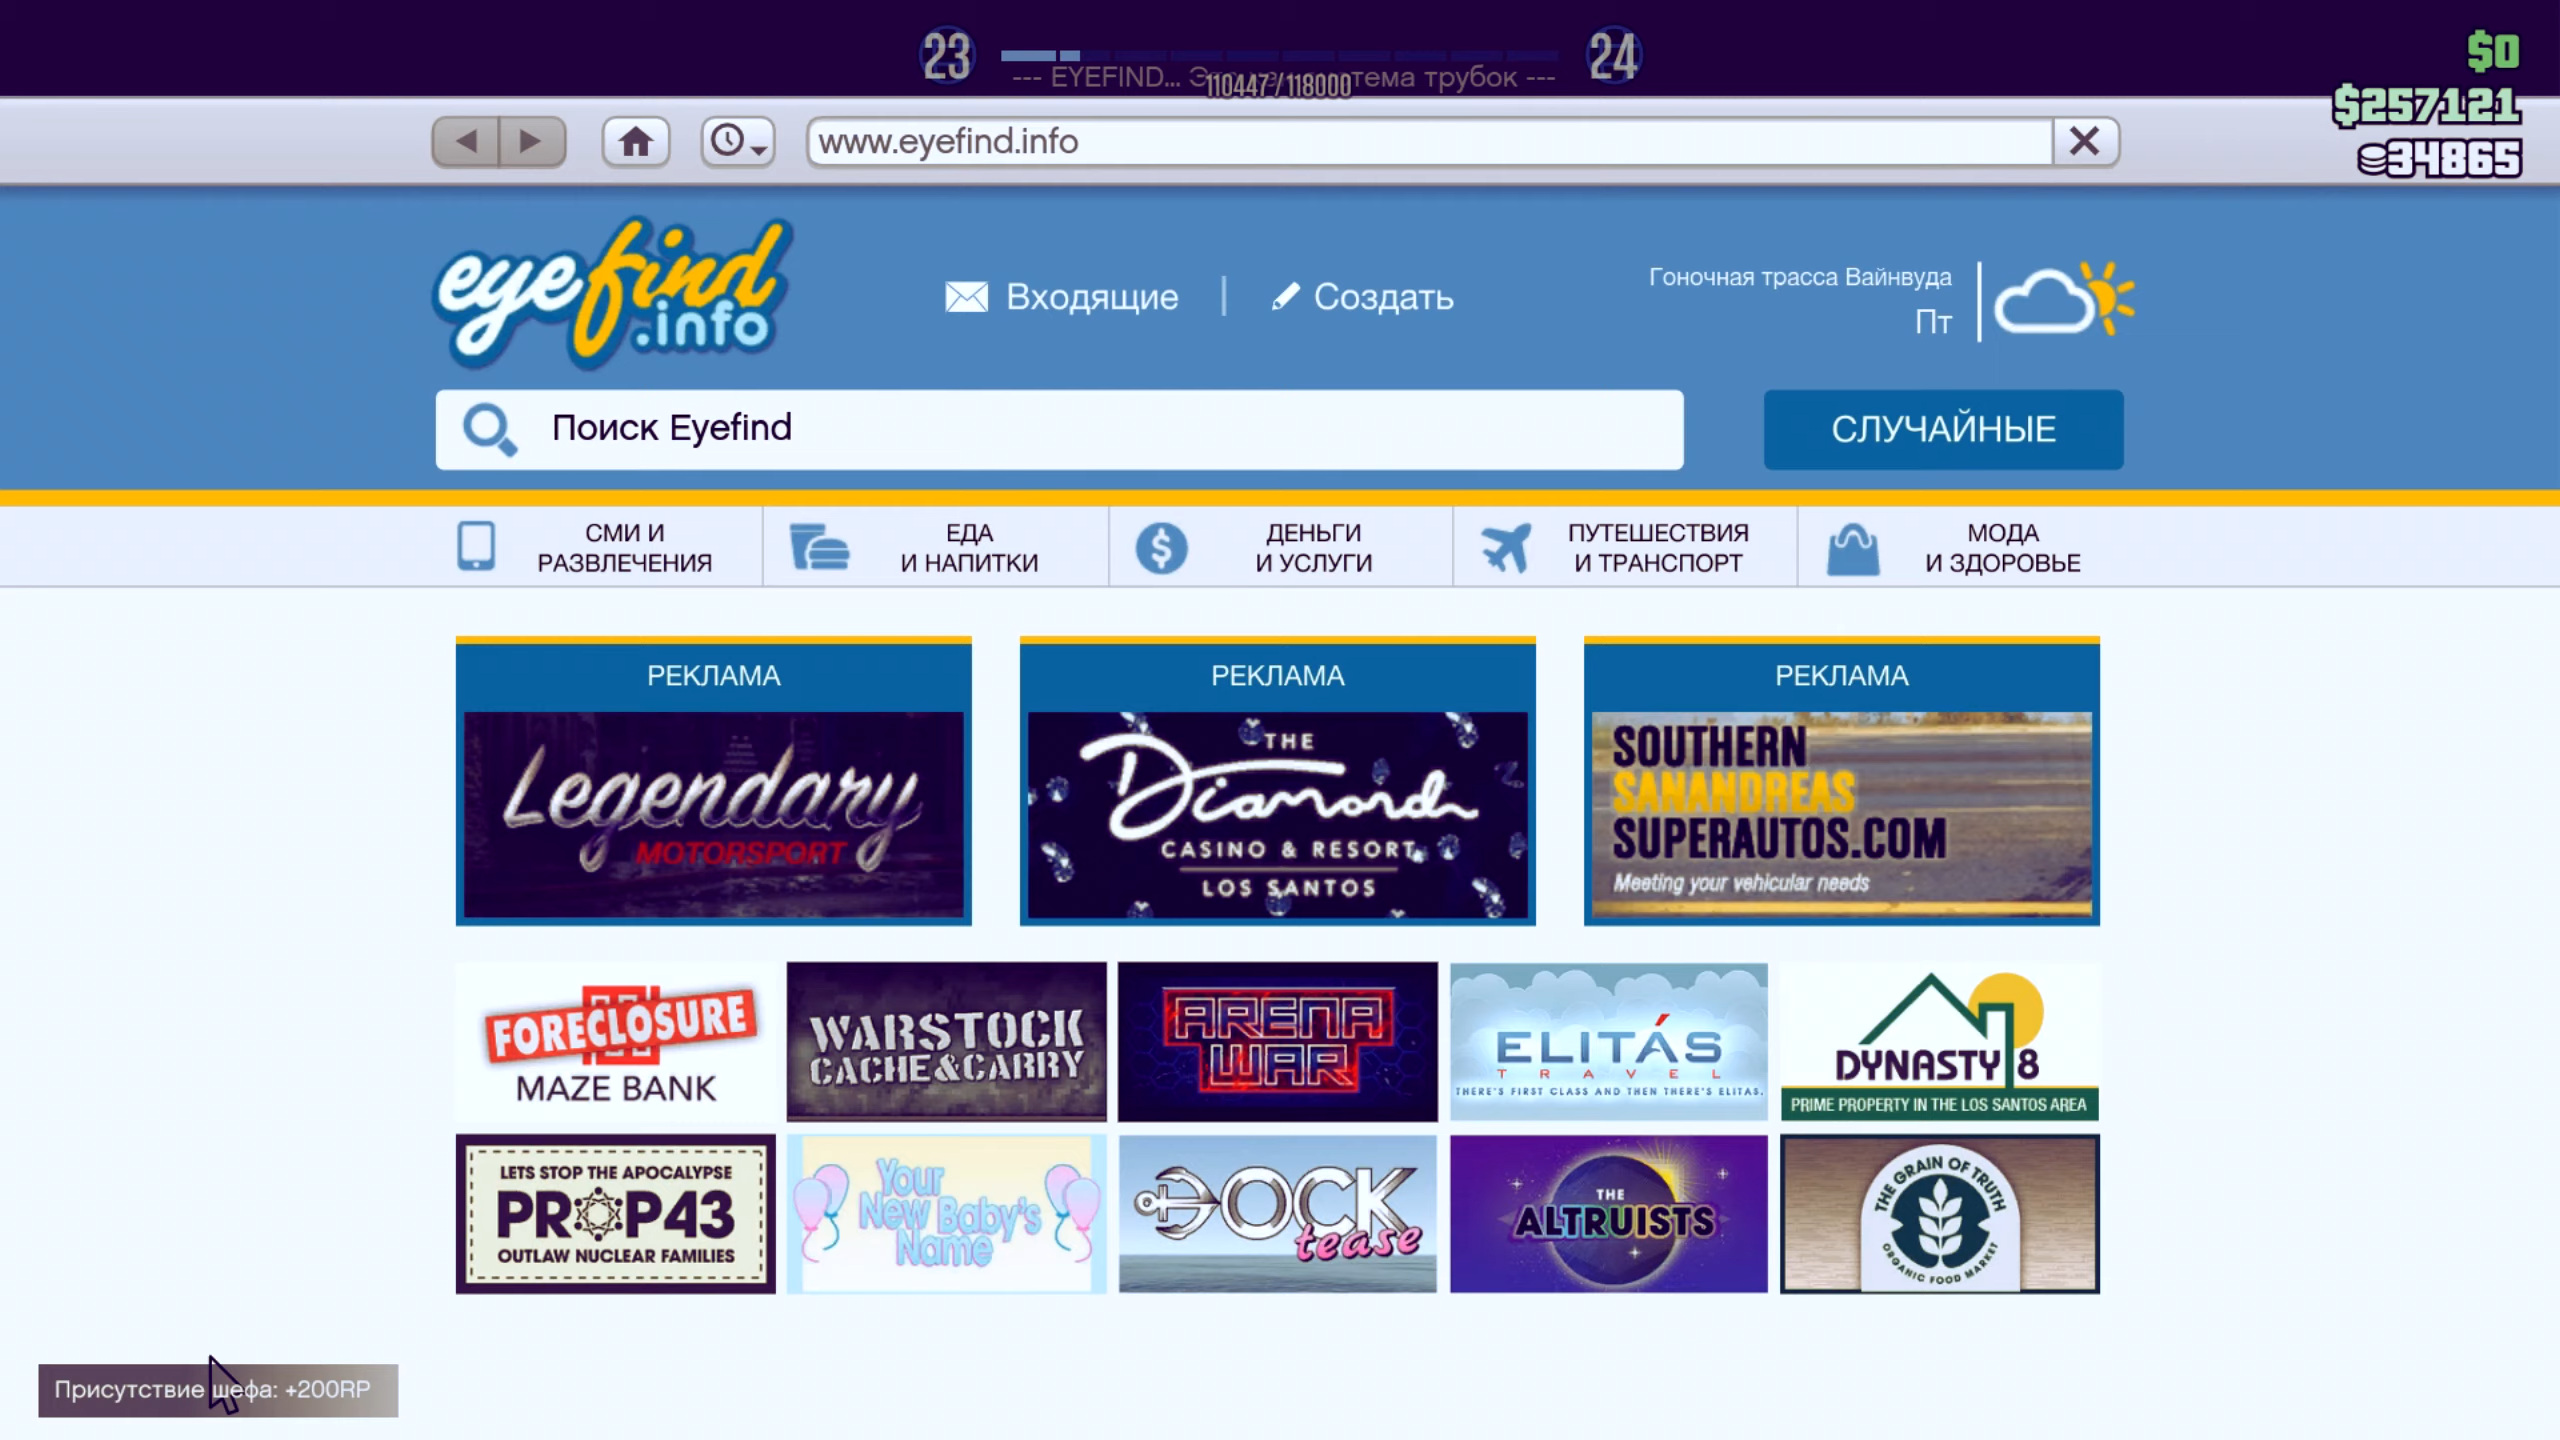 23
24
--- EYEFIND... тема трубок ---
110447/118000
$0
$257121
34865
www.eyefind.info
eyefind
.info
Входящие
Создать
Гоночная трасса Вайнвуда
Пт
Поиск Eyefind
СЛУЧАЙНЫЕ
СМИ И
РАЗВЛЕЧЕНИЯ
ЕДА
И НАПИТКИ
ДЕНЬГИ
И УСЛУГИ
ПУТЕШЕСТВИЯ
И ТРАНСПОРТ
МОДА
И ЗДОРОВЬЕ
РЕКЛАМА
Legendary
MOTORSPORT
РЕКЛАМА
THE
Diamond
CASINO & RESORT
LOS SANTOS
РЕКЛАМА
SOUTHERN
SANANDREAS
SUPERAUTOS.COM
Meeting your vehicular needs
FORECLOSURE
MAZE BANK
WARSTOCK
CACHE&CARRY
ARENA
WAR
ELITÁS
TRAVEL
THERE'S FIRST CLASS AND THEN THERE'S ELITAS.
DYNASTY 8
PRIME PROPERTY IN THE LOS SANTOS AREA
LETS STOP THE APOCALYPSE
PROP43
OUTLAW NUCLEAR FAMILIES
Your
New Baby's
Name
DOCK
tease
THE
ALTRUISTS
THE GRAIN OF TRUTH
ORGANIC FOOD MARKET
Присутствие шефа: +200RP